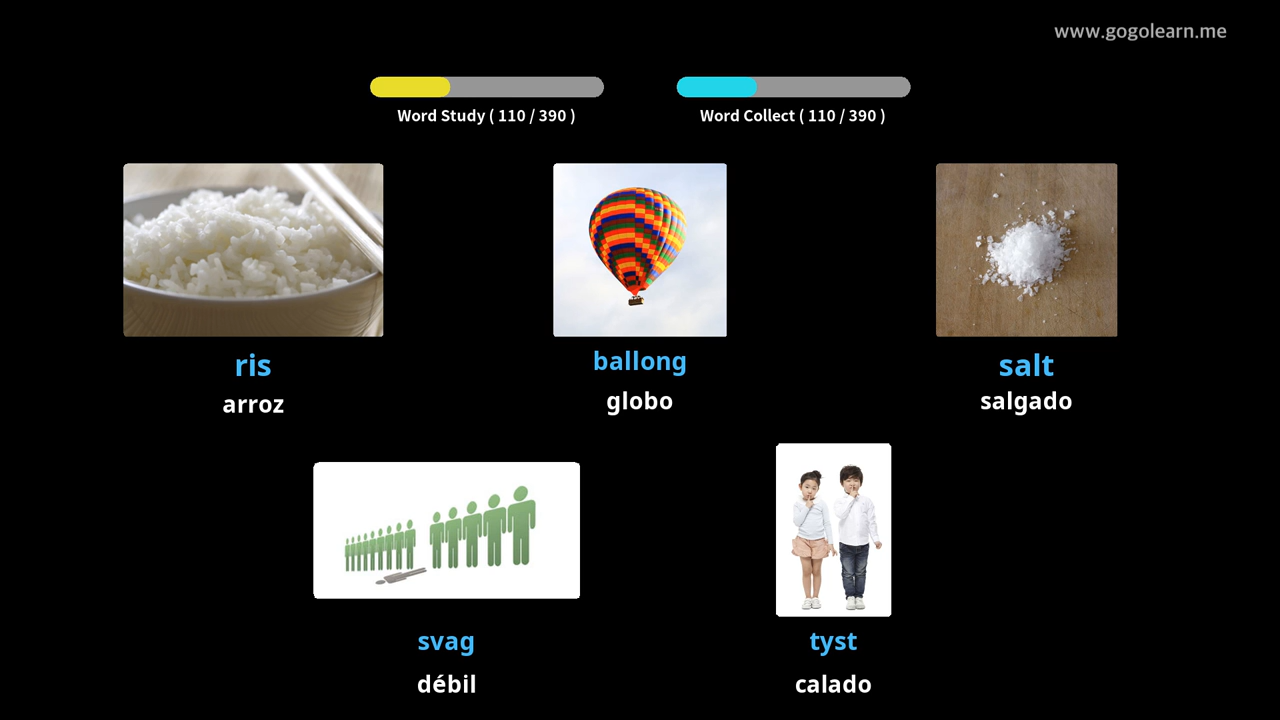 www.gogolearn.me
Word Study ( 110 / 390 )
Word Collect ( 110 / 390 )
ris
arroz
ballong
globo
salt
salgado
svag
débil
tyst
calado